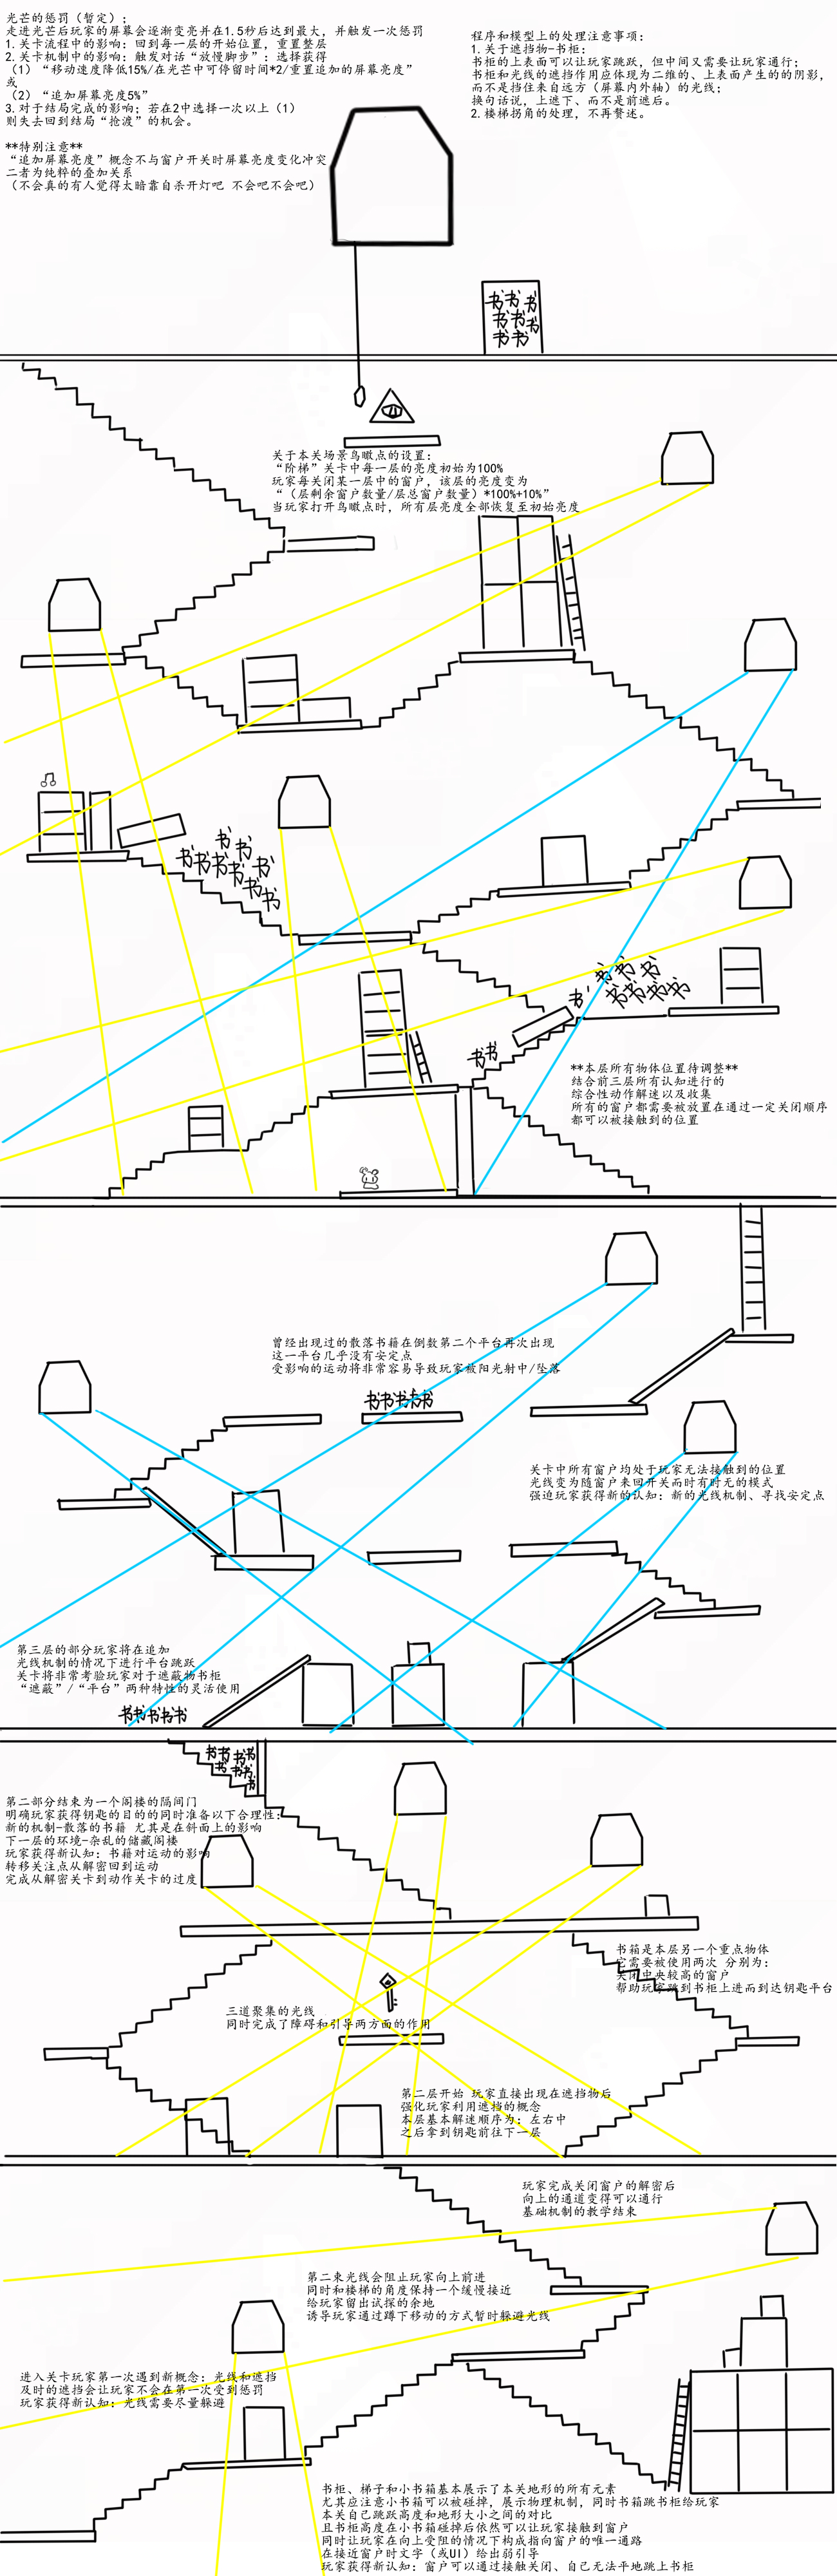 光芒的惩罚（暂定）：
走进光芒后玩家的屏幕会逐渐变亮并在1.5秒后达到最大，并触发一次惩罚
1.关卡流程中的影响：回到每一层的开始位置，重置整层
2.关卡机制中的影响：触发对话“放慢脚步”：选择获得
（1）“移动速度降低15%/在光芒中可停留时间*2/重置追加的屏幕亮度”
或
（2）“追加屏幕亮度5%”
3.对于结局完成的影响：若在2中选择一次以上（1）
则失去回到结局“抢渡”的机会。
**特别注意**
“追加屏幕亮度”概念不与窗户开关时屏幕亮度变化冲突
二者为纯粹的叠加关系
（不会真的有人觉得太暗靠自杀开灯吧 不会吧不会吧）
程序和模型上的处理注意事项：
1.关于遮挡物-书柜：
书柜的上表面可以让玩家跳跃，但中间又需要让玩家通行；
书柜和光线的遮挡作用应体现为二维的、上表面产生的的阴影，
而不是挡住来自远方（屏幕内外轴）的光线；
换句话说，上遮下、而不是前遮后。
2.楼梯拐角的处理，不再赘述。
书书书
书书书
书书
关于本关场景鸟瞰点的设置：
“阶梯”关卡中每一层的亮度初始为100%
玩家每关闭某一层中的窗户，该层的亮度变为
“（层剩余窗户数量/层总窗户数量）*100%+10%”
当玩家打开鸟瞰点时，所有层亮度全部恢复至初始亮度
书书书书书书书书书书
书书书书书书书书
书书
**本层所有物体位置待调整**
结合前三层所有认知进行的
综合性动作解迷以及收集
所有的窗户都需要被放置在通过一定关闭顺序
都可以被接触到的位置
曾经出现过的散落书籍在倒数第二个平台再次出现
这一平台几乎没有安定点
受影响的运动将非常容易导致玩家被阳光射中/坠落
书书书书书
关卡中所有窗户均处于玩家无法接触到的位置
光线变为随窗户来回开关而时有时无的模式
强迫玩家获得新的认知：新的光线机制、寻找安定点
第三层的部分玩家将在追加
光线机制的情况下进行平台跳跃
关卡将非常考验玩家对于遮蔽物书柜
“遮蔽”/“平台”两种特性的灵活使用
书书书书书
书书书书书书书书
第二部分结束为一个阁楼的隔间门
明确玩家获得钥匙的目的的同时准备以下合理性：
新的机制-散落的书籍 尤其是在斜面上的影响
下一层的环境-杂乱的储藏阁楼
玩家获得新认知：书籍对运动的影响
转移关注点从解密回到运动
完成从解密关卡到动作关卡的过度
书箱是本层另一个重点物体
它需要被使用两次 分别为：
关闭中央较高的窗户
帮助玩家跳到书柜上进而到达钥匙平台
三道聚集的光线
同时完成了障碍和引导两方面的作用
第二层开始 玩家直接出现在遮挡物后
强化玩家利用遮挡的概念
本层基本解迷顺序为：左右中
之后拿到钥匙前往下一层
玩家完成关闭窗户的解密后
向上的通道变得可以通行
基础机制的教学结束
第二束光线会阻止玩家向上前进
同时和楼梯的角度保持一个缓慢接近
给玩家留出试探的余地
诱导玩家通过蹲下移动的方式暂时躲避光线
进入关卡玩家第一次遇到新概念：光线和遮挡
及时的遮挡会让玩家不会在第一次受到惩罚
玩家获得新认知：光线需要尽量躲避
书柜、梯子和小书箱基本展示了本关地形的所有元素
尤其应注意小书箱可以被碰掉，展示物理机制，同时书箱跳书柜给玩家
本关自己跳跃高度和地形大小之间的对比
且书柜高度在小书箱碰掉后依然可以让玩家接触到窗户
同时让玩家在向上受阻的情况下构成指向窗户的唯一通路
在接近窗户时文字（或UI）给出弱引导
玩家获得新认知：窗户可以通过接触关闭、自己无法平地跳上书柜